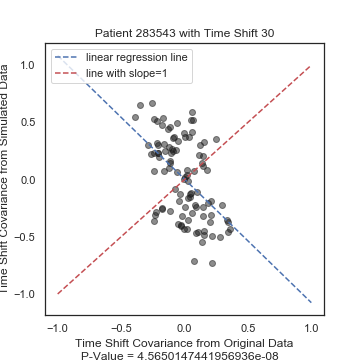 Patient 283543 with Time Shift 30
linear regression line
line with slope=1
Time Shift Covariance from Simulated Data
1.0
0.5
0.0
−0.5
−1.0
−1.0 −0.5 0.0 0.5 1.0
Time Shift Covariance from Original Data
P-Value = 4.5650147441956936e-08